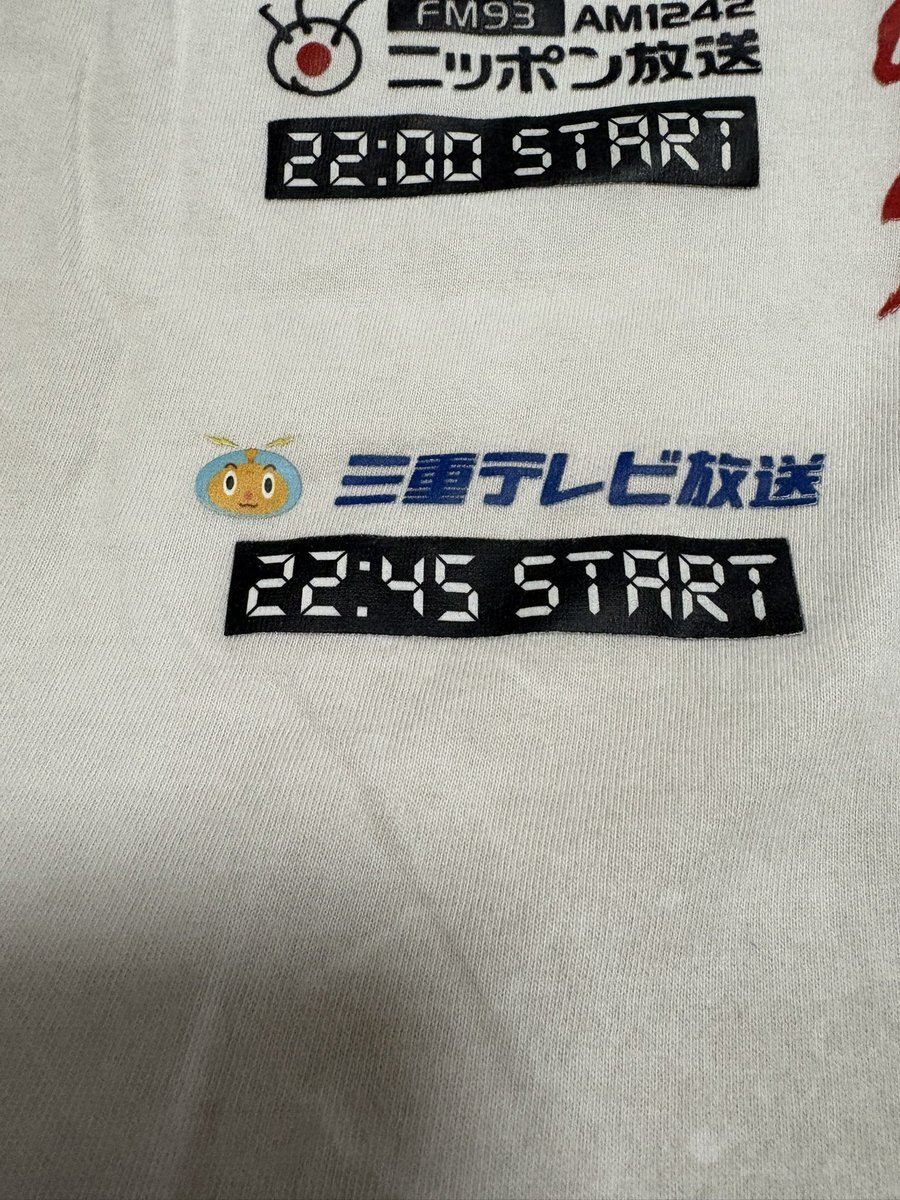 FM93 AM1242
ニッポン放送
22:00 START
三重テレビ放送
22:45 START